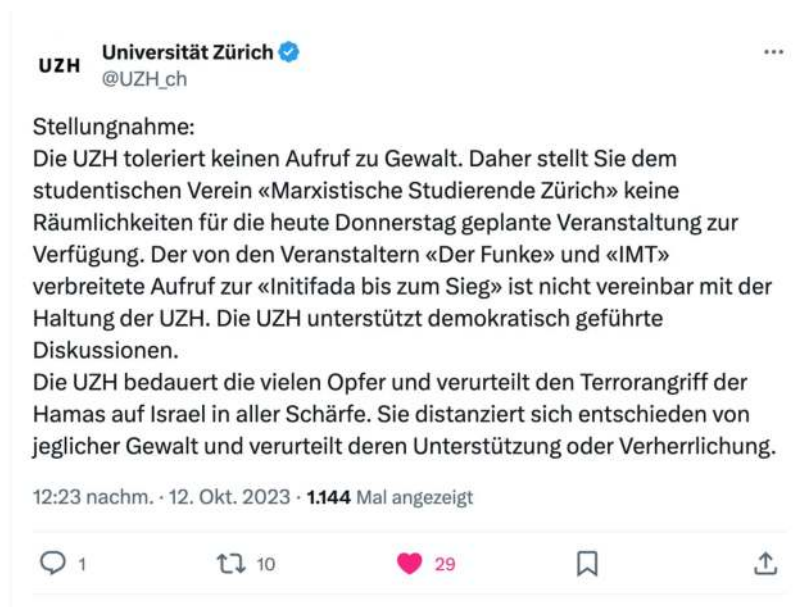 UZH
Universität Zürich
@UZH_ch
Stellungnahme:
Die UZH toleriert keinen Aufruf zu Gewalt. Daher stellt Sie dem
studentischen Verein «Marxistische Studierende Zürich» keine
Räumlichkeiten für die heute Donnerstag geplante Veranstaltung zur
Verfügung. Der von den Veranstaltern «Der Funke» und «IMT»
verbreitete Aufruf zur «Initifada bis zum Sieg» ist nicht vereinbar mit der
Haltung der UZH. Die UZH unterstützt demokratisch geführte
Diskussionen.
Die UZH bedauert die vielen Opfer und verurteilt den Terrorangriff der
Hamas auf Israel in aller Schärfe. Sie distanziert sich entschieden von
jeglicher Gewalt und verurteilt deren Unterstützung oder Verherrlichung.
12:23 nachm. · 12. Okt. 2023 · 1.144 Mal angezeigt
1 10 29